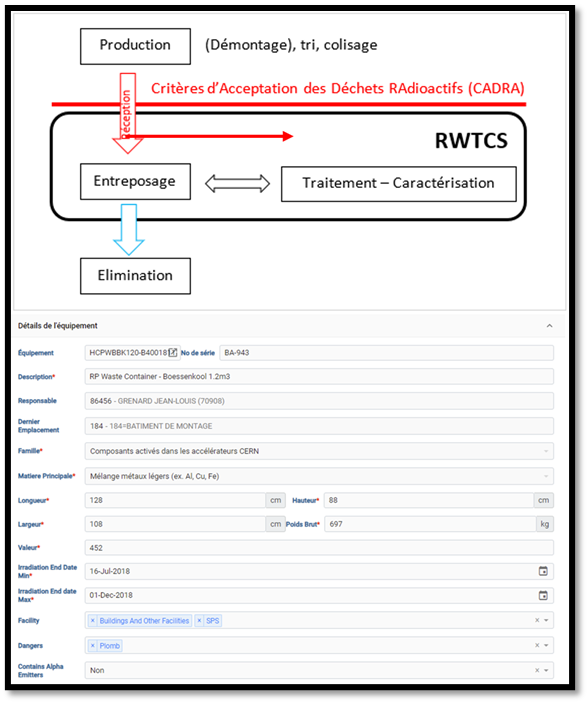 Production
(Démontage), tri, colisage
Critères d'Acceptation des Déchets RAdioactifs (CADRA)
Réception
RWTCS
Entreposage
Traitement – Caractérisation
Elimination
Détails de l'équipement
Équipement HCPWBBK120-B40018 No de série BA-943
Description* RP Waste Container - Boessenkool 1.2m3
Responsable 86456 - GRENARD JEAN-LOUIS (70908)
Dernier
Emplacement 184 - 184=BATIMENT DE MONTAGE
Famille* Composants activés dans les accélérateurs CERN
Matiere Principale* Mélange métaux légers (ex. Al, Cu, Fe)
Longueur* 128 cm Hauteur* 88 cm
Largeur* 108 cm Poids Brut* 697 kg
Valeur* 452
Irradiation End Date
Min* 16-Jul-2018
Irradiation End date
Max* 01-Dec-2018
Facility × Buildings And Other Facilities × SPS ×
Dangers × Plomb ×
Contains Alpha
Emitters Non ×